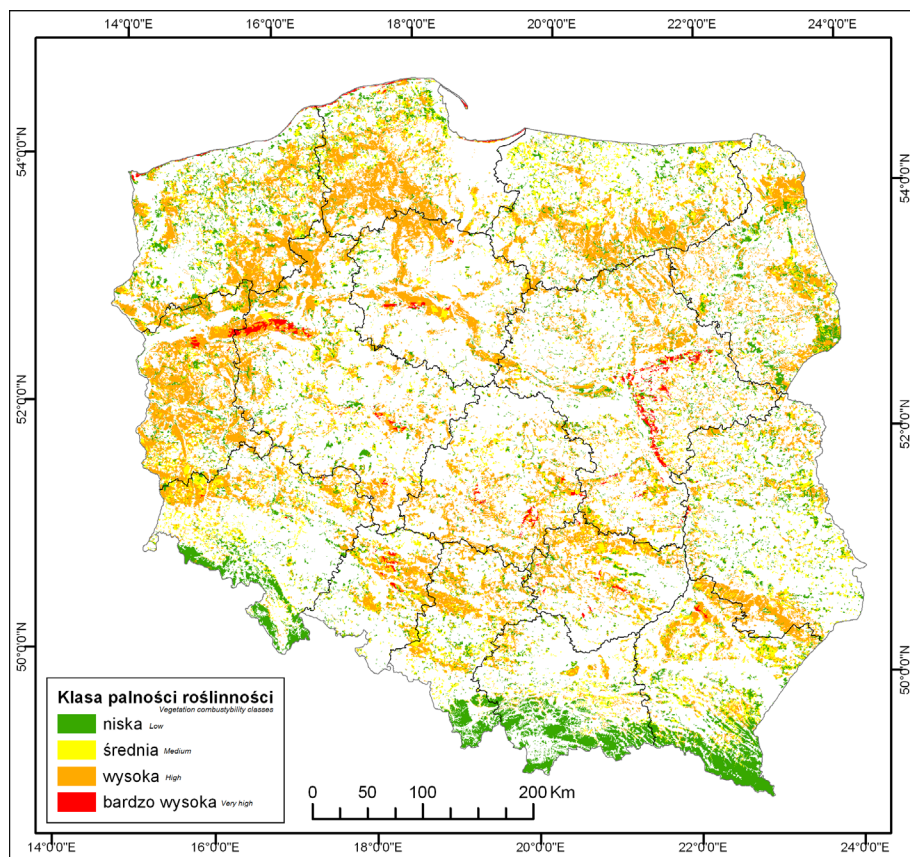 14°0'0"E 16°0'0"E 18°0'0"E 20°0'0"E 22°0'0"E 24°0'0"E
54°0'0"N 54°0'0"N
52°0'0"N 52°0'0"N
50°0'0"N 50°0'0"N
Klasa palności roślinności
Vegetation combustybility classes
niska Low
średnia Medium
wysoka High
bardzo wysoka Very high
0 50 100 200 Km
14°0'0"E 16°0'0"E 18°0'0"E 20°0'0"E 22°0'0"E 24°0'0"E